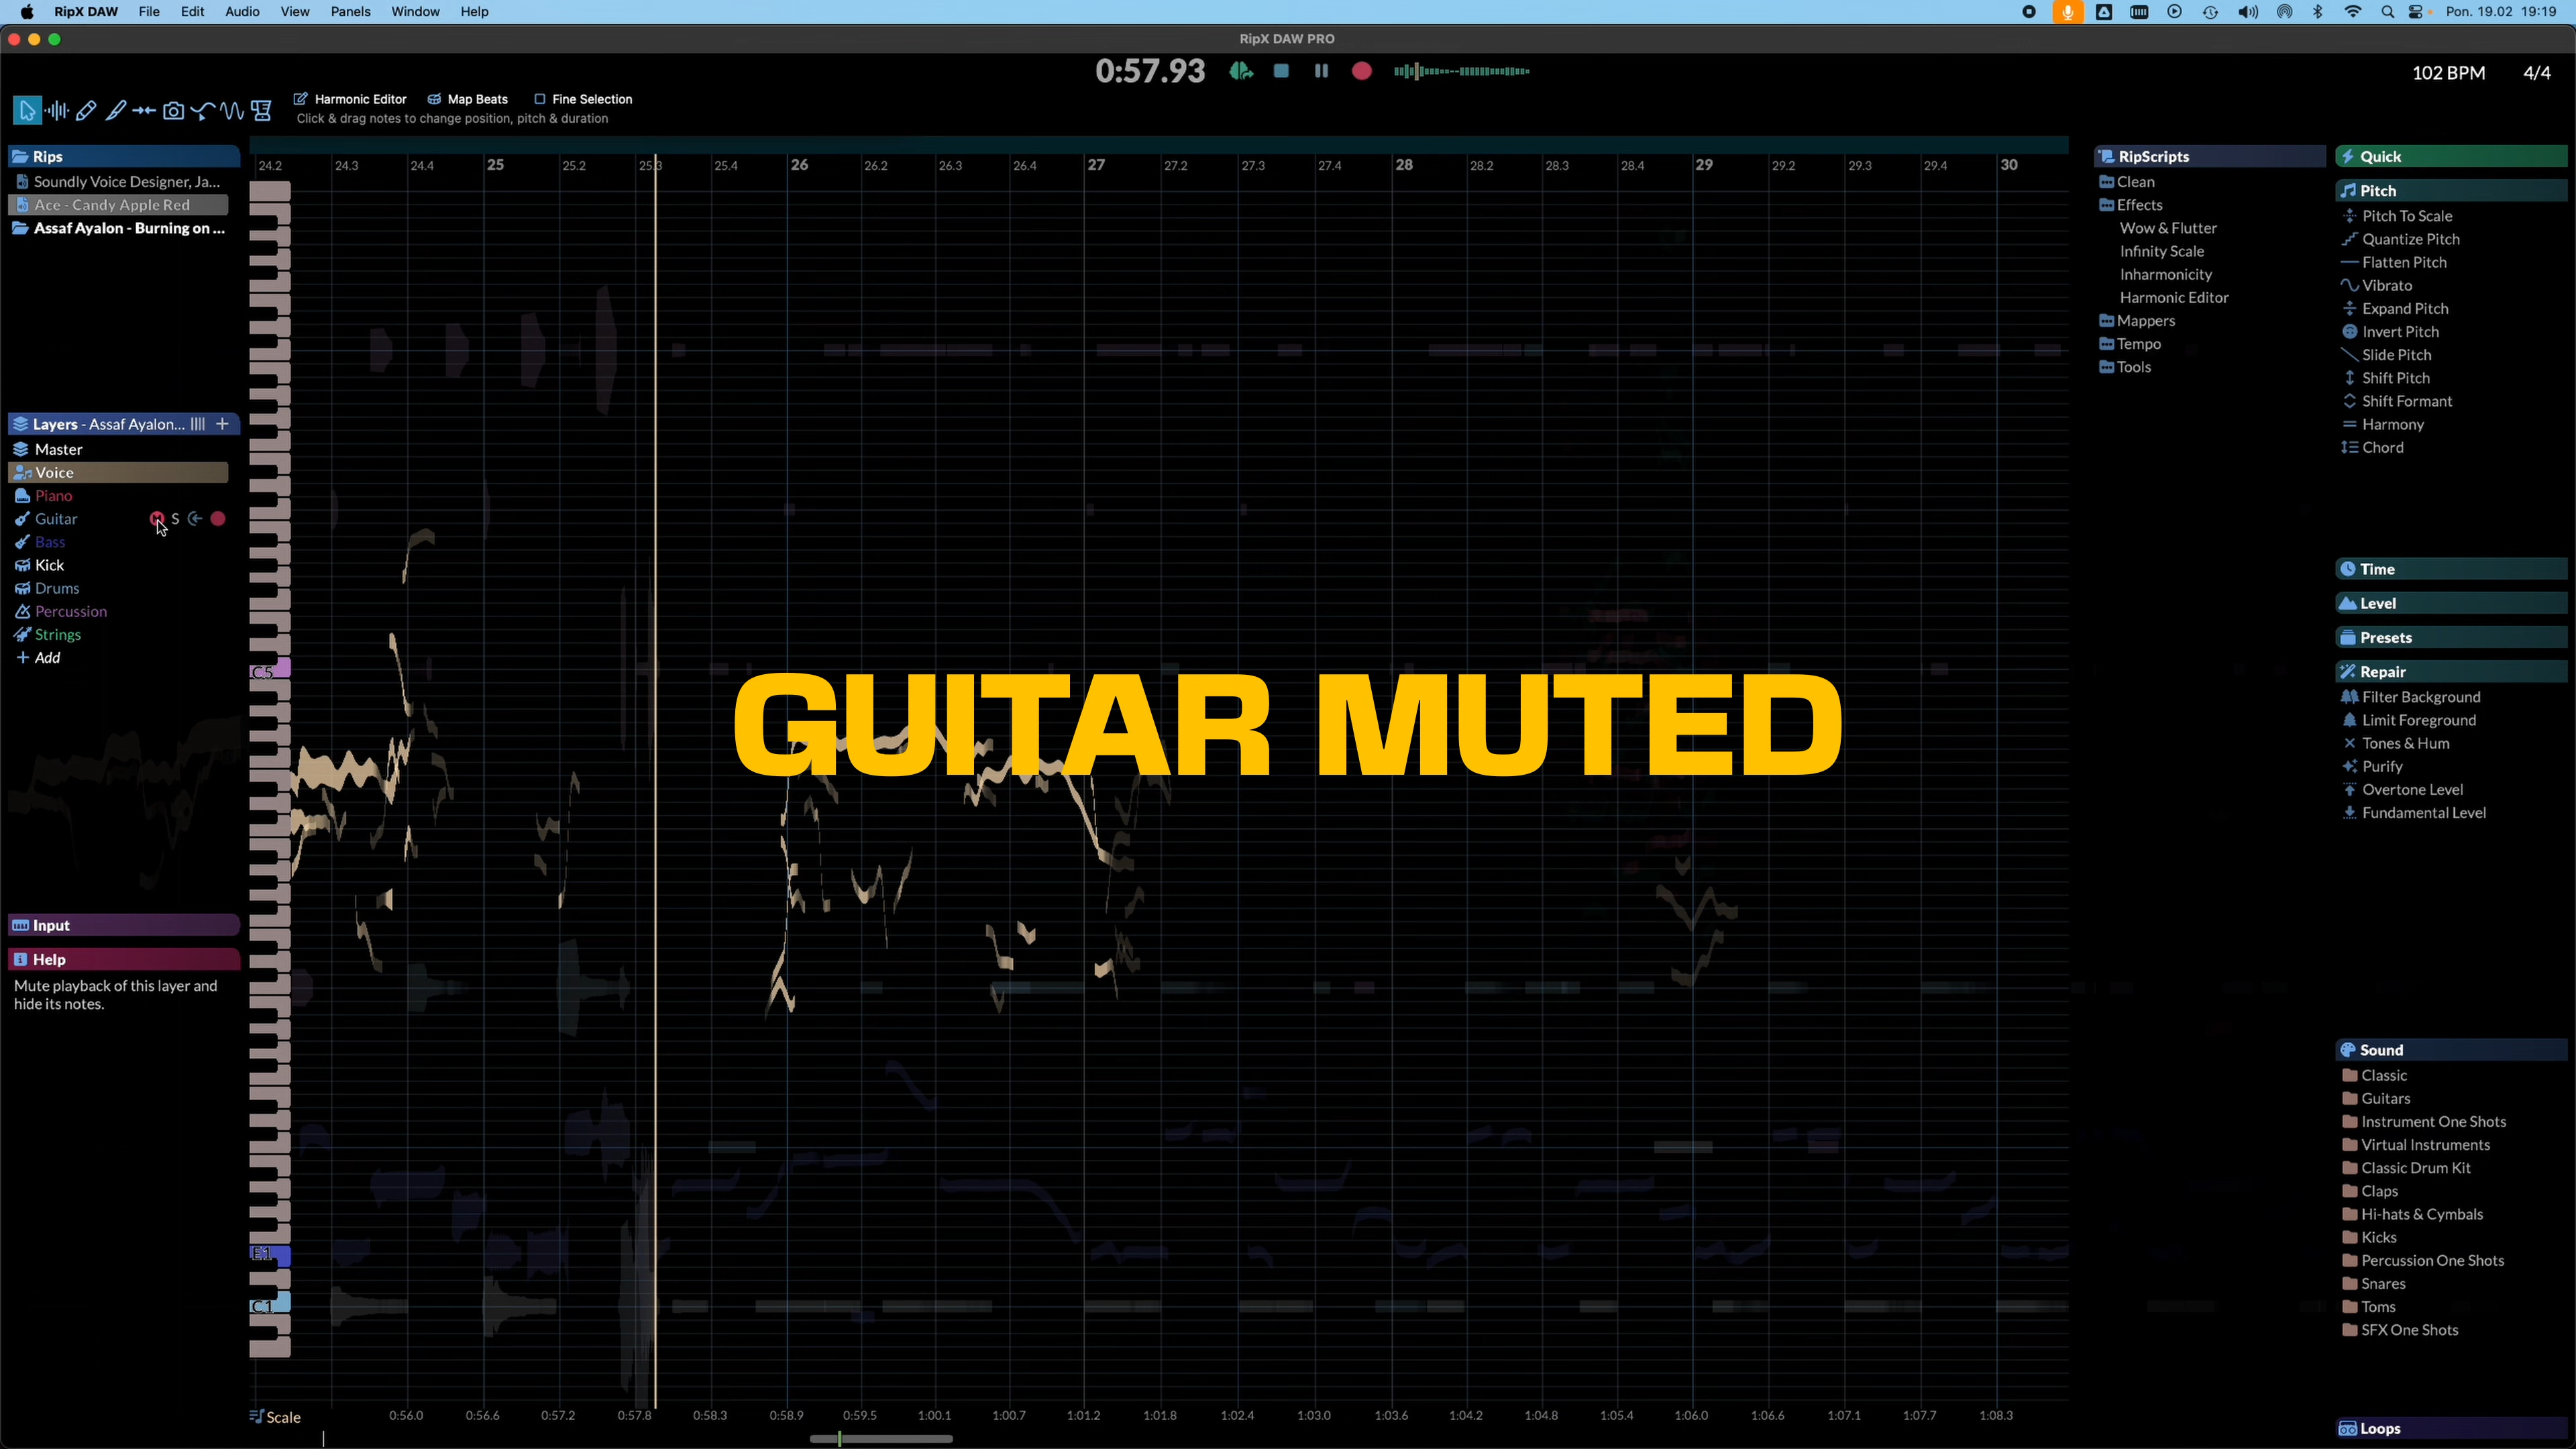 RipX DAW File Edit Audio View Panels Window Help Pon. 19.02 19:19
RipX DAW PRO
0:57.93 102 BPM 4/4
Harmonic Editor Map Beats Fine Selection
Click & drag notes to change position, pitch & duration
Rips
Soundly Voice Designer, Ja...
Ace - Candy Apple Red
Assaf Ayalon - Burning on ...
Layers - Assaf Ayalon...
Master
Voice
Piano
Guitar S
Bass
Kick
Drums
Percussion
Strings
Add
Input
Help
Mute playback of this layer and
hide its notes.
24.2 24.3 24.4 25 25.2 25.3 25.4 26 26.2 26.3 26.4 27 27.2 27.3 27.4 28 28.2 28.3 28.4 29 29.2 29.3 29.4 30
C5
GUITAR MUTED
E1
C1
Scale 0:56.0 0:56.6 0:57.2 0:57.8 0:58.3 0:58.9 0:59.5 1:00.1 1:00.7 1:01.2 1:01.8 1:02.4 1:03.0 1:03.6 1:04.2 1:04.8 1:05.4 1:06.0 1:06.6 1:07.1 1:07.7 1:08.3
RipScripts
Clean
Effects
Wow & Flutter
Infinity Scale
Inharmonicity
Harmonic Editor
Mappers
Tempo
Tools
Quick
Pitch
Pitch To Scale
Quantize Pitch
Flatten Pitch
Vibrato
Expand Pitch
Invert Pitch
Slide Pitch
Shift Pitch
Shift Formant
Harmony
Chord
Time
Level
Presets
Repair
Filter Background
Limit Foreground
Tones & Hum
Purify
Overtone Level
Fundamental Level
Sound
Classic
Guitars
Instrument One Shots
Virtual Instruments
Classic Drum Kit
Claps
Hi-hats & Cymbals
Kicks
Percussion One Shots
Snares
Toms
SFX One Shots
Loops